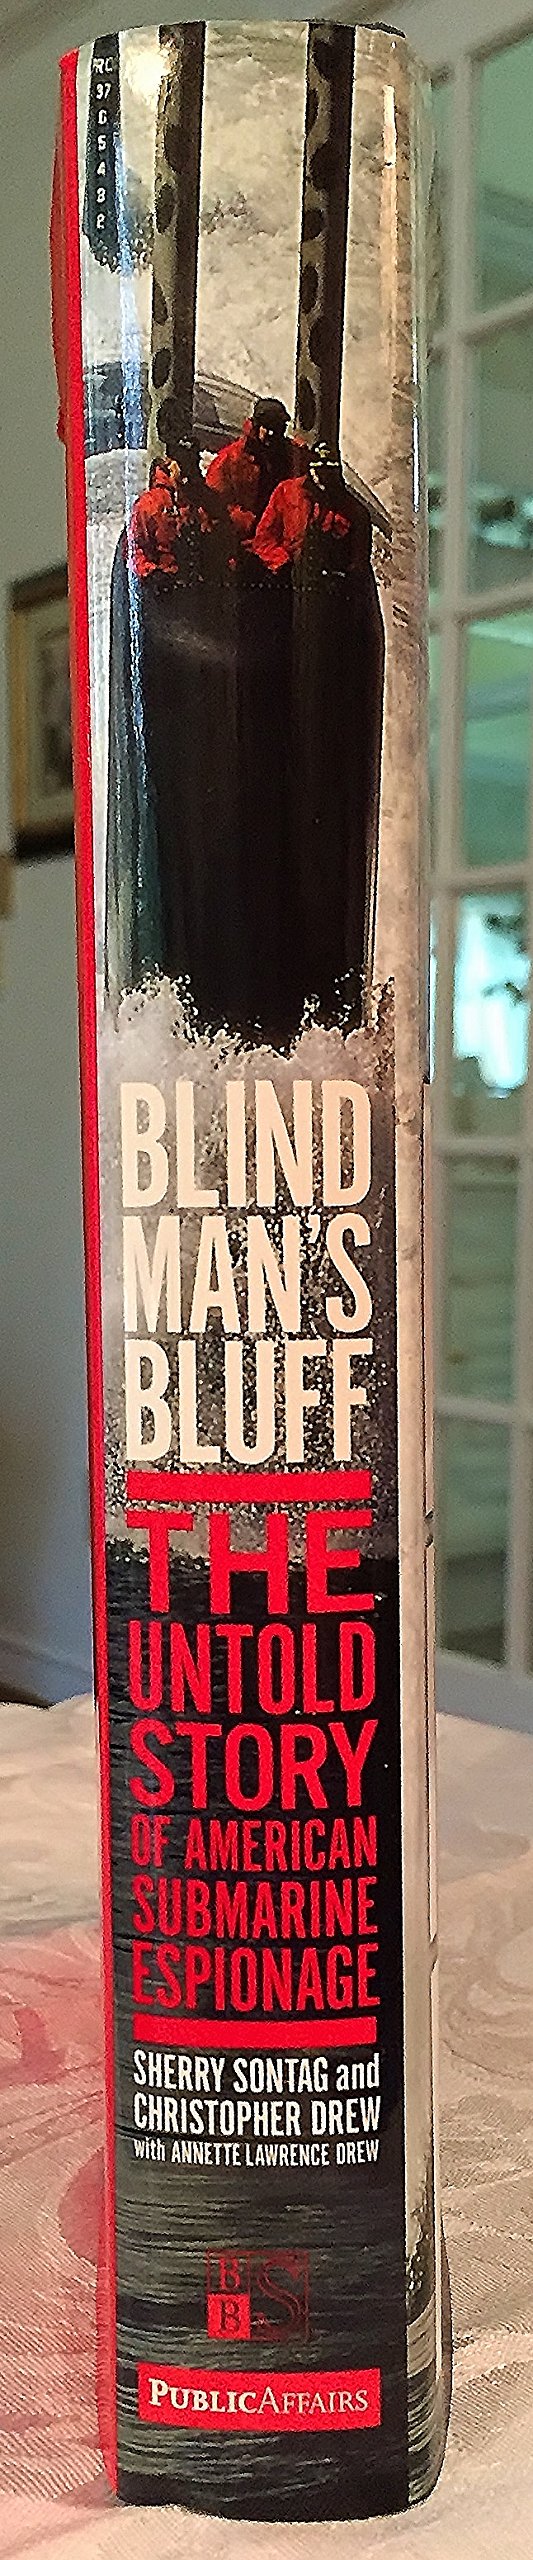 BLIND
MAN'S
BLUFF
THE
UNTOLD
STORY
OF AMERICAN
SUBMARINE
ESPIONAGE
SHERRY SONTAG and
CHRISTOPHER DREW
with ANNETTE LAWRENCE DREW
B S
B
PUBLICAFFAIRS